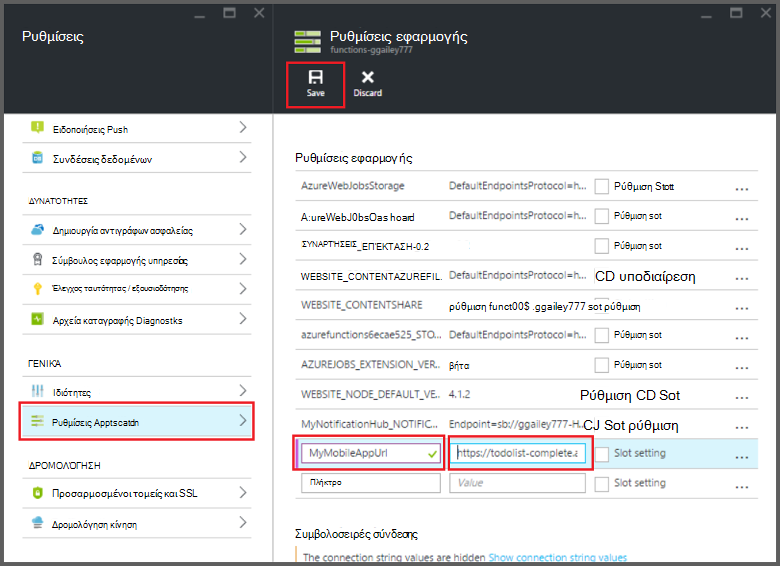 Ρυθμίσεις
Ειδοποιήσεις Push
Συνδέσεις δεδομένων
ΔΥΝΑΤΌΤΗΤΕΣ
Δημιουργία αντιγράφων ασφαλείας
Σύμβουλος εφαρμογής υπηρεσίας
Έλεγχος ταυτότητας / εξουσιοδότησης
Αρχεία καταγραφής Diagnostks
ΓΕΝΙΚΆ
Ιδιότητες
Ρυθμίσεις Apptscatdn
ΔΡΟΜΟΛΌΓΗΣΗ
Προσαρμοσμένοι τομείς και SSL
Δρομολόγηση κίνηση
Ρυθμίσεις εφαρμογής
functions-ggailey777
Save Discard
Ρυθμίσεις εφαρμογής
AzureWebJobsStorage DefaultEndpointsProtocol=h... Ρύθμιση Stott ...
A:ureWebJ0bsOas hoard DefaultEndpointsProtocol=h... Ρύθμιση sot ...
ΣΥΝΑΡΤΉΣΕΙΣ_ΕΠΈΚΤΑΣΗ-0.2 Ρύθμιση sot ...
WEBSITE_CONTENTAZUREFIL... DefaultEndpointsProtocol=h... CD υποδιαίρεση ...
WEBSITE_CONTENTSHARE ρύθμιση funct00$ .ggailey777 sot ρύθμιση ...
azurefunctions6ecae525_STO... DefaultEndpointsProtocol=h... Ρύθμιση sot ...
AZUREJOBS_EXTENSION_VER... βήτα Ρύθμιση sot ...
WEBSITE_NODE_DEFAULT_VE... 4.1.2 Ρύθμιση CD Sot ...
MyNotificationHub_NOTIFIC... Endpoint=sb://ggailey777-H... CJ Sot ρύθμιση ...
MyMobileAppUrl https://todolist-complete.a Slot setting ...
Πλήκτρο Value Slot setting ...
Συμβολοσειρές σύνδεσης
The connection string values are hidden Show connection string values